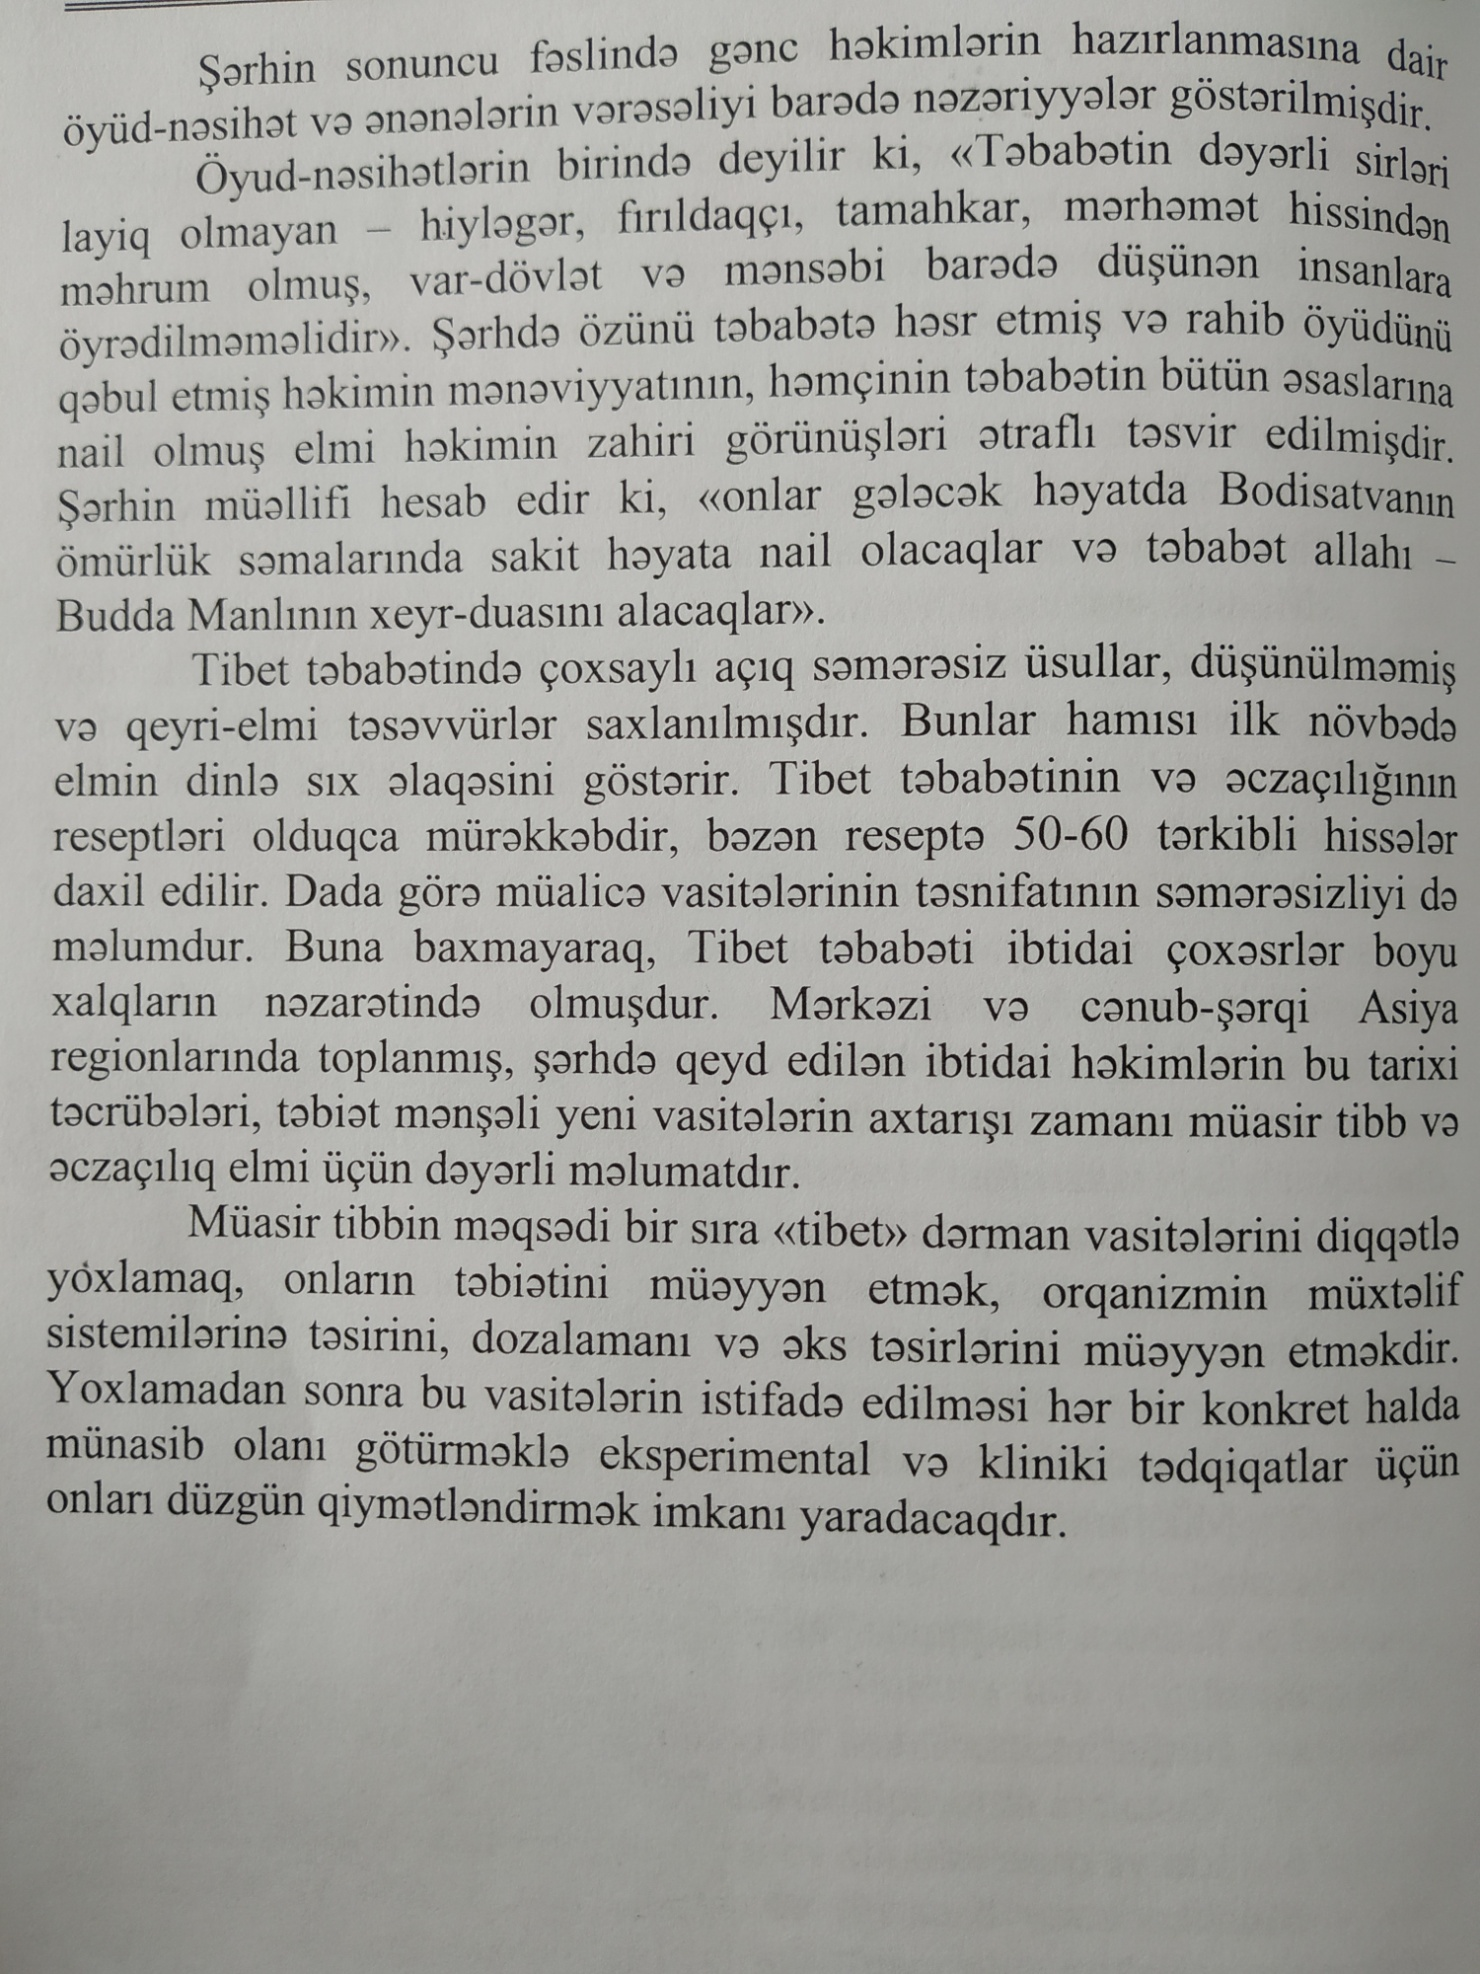 Şərhin sonuncu fəslində gənc həkimlərin hazırlanmasına dair
öyüd-nəsihət və ənənələrin vərəsəliyi barədə nəzəriyyələr göstərilmişdir.
Öyud-nəsihətlərin birində deyilir ki, «Təbabətin dəyərli sirləri
layiq olmayan – hiyləgər, fırıldaqçı, tamahkar, mərhəmət hissindən
məhrum olmuş, var-dövlət və mənsəbi barədə düşünən insanlara
öyrədilməməlidir». Şərhdə özünü təbabətə həsr etmiş və rahib öyüdünü
qəbul etmiş həkimin mənəviyyatının, həmçinin təbabətin bütün əsaslarına
nail olmuş elmi həkimin zahiri görünüşləri ətraflı təsvir edilmişdir.
Şərhin müəllifi hesab edir ki, «onlar gələcək həyatda Bodisatvanın
ömürlük səmalarında sakit həyata nail olacaqlar və təbabət allahı –
Budda Manlının xeyr-duasını alacaqlar».
Tibet təbabətində çoxsaylı açıq səmərəsiz üsullar, düşünülməmiş
və qeyri-elmi təsəvvürlər saxlanılmışdır. Bunlar hamısı ilk növbədə
elmin dinlə sıx əlaqəsini göstərir. Tibet təbabətinin və əczaçılığının
reseptləri olduqca mürəkkəbdir, bəzən reseptə 50-60 tərkibli hissələr
daxil edilir. Dada görə müalicə vasitələrinin təsnifatının səmərəsizliyi də
məlumdur. Buna baxmayaraq, Tibet təbabəti ibtidai çoxəsrlər boyu
xalqların nəzarətində olmuşdur. Mərkəzi və cənub-şərqi Asiya
regionlarında toplanmış, şərhdə qeyd edilən ibtidai həkimlərin bu tarixi
təcrübələri, təbiət mənşəli yeni vasitələrin axtarışı zamanı müasir tibb və
əczaçılıq elmi üçün dəyərli məlumatdır.
Müasir tibbin məqsədi bir sıra «tibet» dərman vasitələrini diqqətlə
yoxlamaq, onların təbiətini müəyyən etmək, orqanizmin müxtəlif
sistemilərinə təsirini, dozalamanı və əks təsirlərini müəyyən etməkdir.
Yoxlamadan sonra bu vasitələrin istifadə edilməsi hər bir konkret halda
münasib olanı götürməklə eksperimental və kliniki tədqiqatlar üçün
onları düzgün qiymətləndirmək imkanı yaradacaqdır.